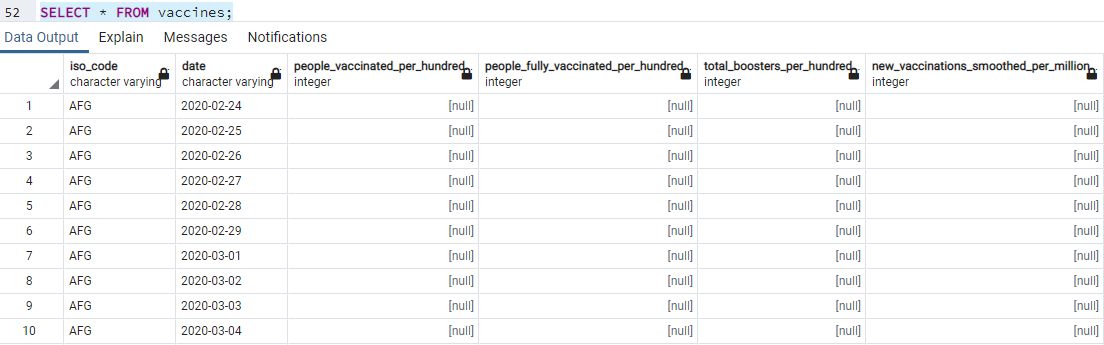 52 SELECT * FROM vaccines;
Data Output Explain Messages Notifications
iso_code date people_vaccinated_per_hundred people_fully_vaccinated_per_hundred total_boosters_per_hundred new_vaccinations_smoothed_per_million
character varying character varying integer integer integer integer
1 AFG 2020-02-24 [null] [null] [null] [null]
2 AFG 2020-02-25 [null] [null] [null] [null]
3 AFG 2020-02-26 [null] [null] [null] [null]
4 AFG 2020-02-27 [null] [null] [null] [null]
5 AFG 2020-02-28 [null] [null] [null] [null]
6 AFG 2020-02-29 [null] [null] [null] [null]
7 AFG 2020-03-01 [null] [null] [null] [null]
8 AFG 2020-03-02 [null] [null] [null] [null]
9 AFG 2020-03-03 [null] [null] [null] [null]
10 AFG 2020-03-04 [null] [null] [null] [null]